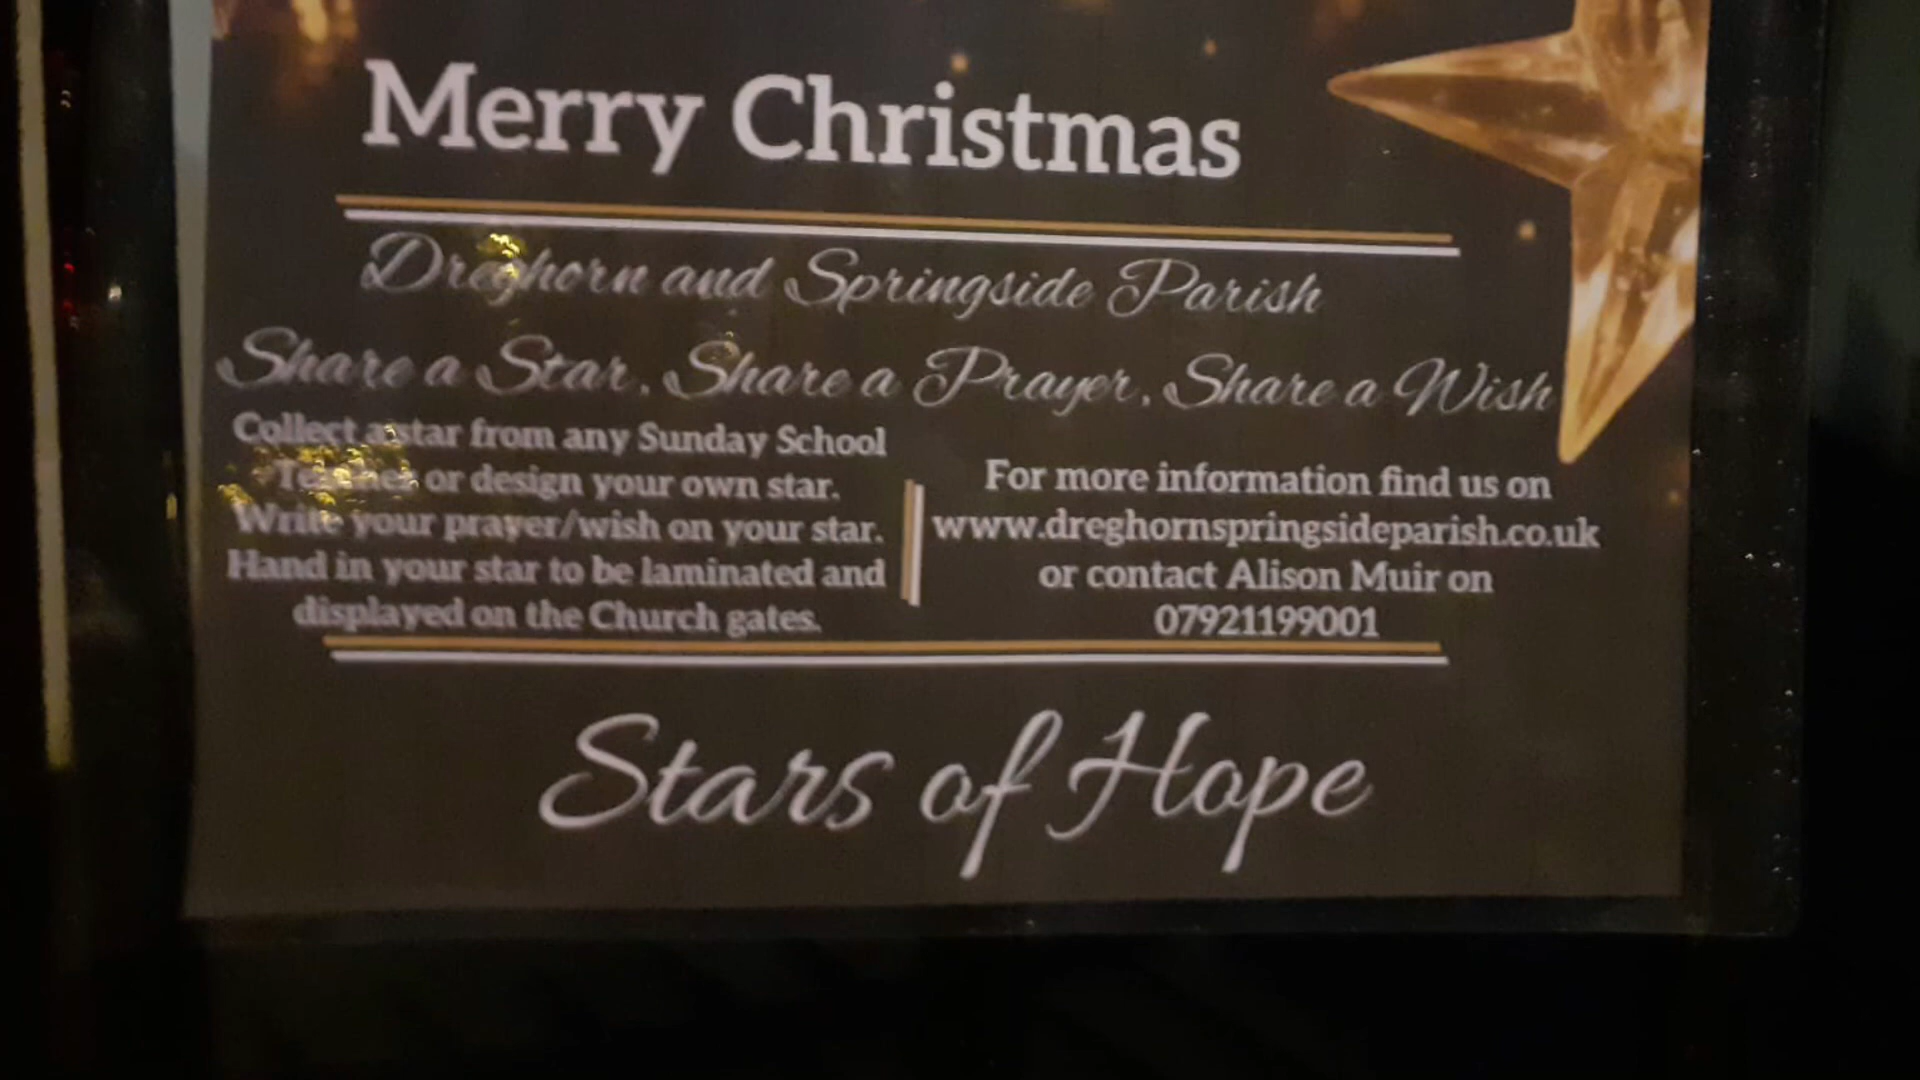 Merry Christmas
Dreghorn and Springside Parish
Share a Star, Share a Prayer, Share a Wish
Collect a star from any Sunday School
Teacher or design your own star.
Write your prayer/wish on your star.
Hand in your star to be laminated and
displayed on the Church gates.
For more information find us on
www.dreghornspringsideparish.co.uk
or contact Alison Muir on
07921199001
Stars of Hope